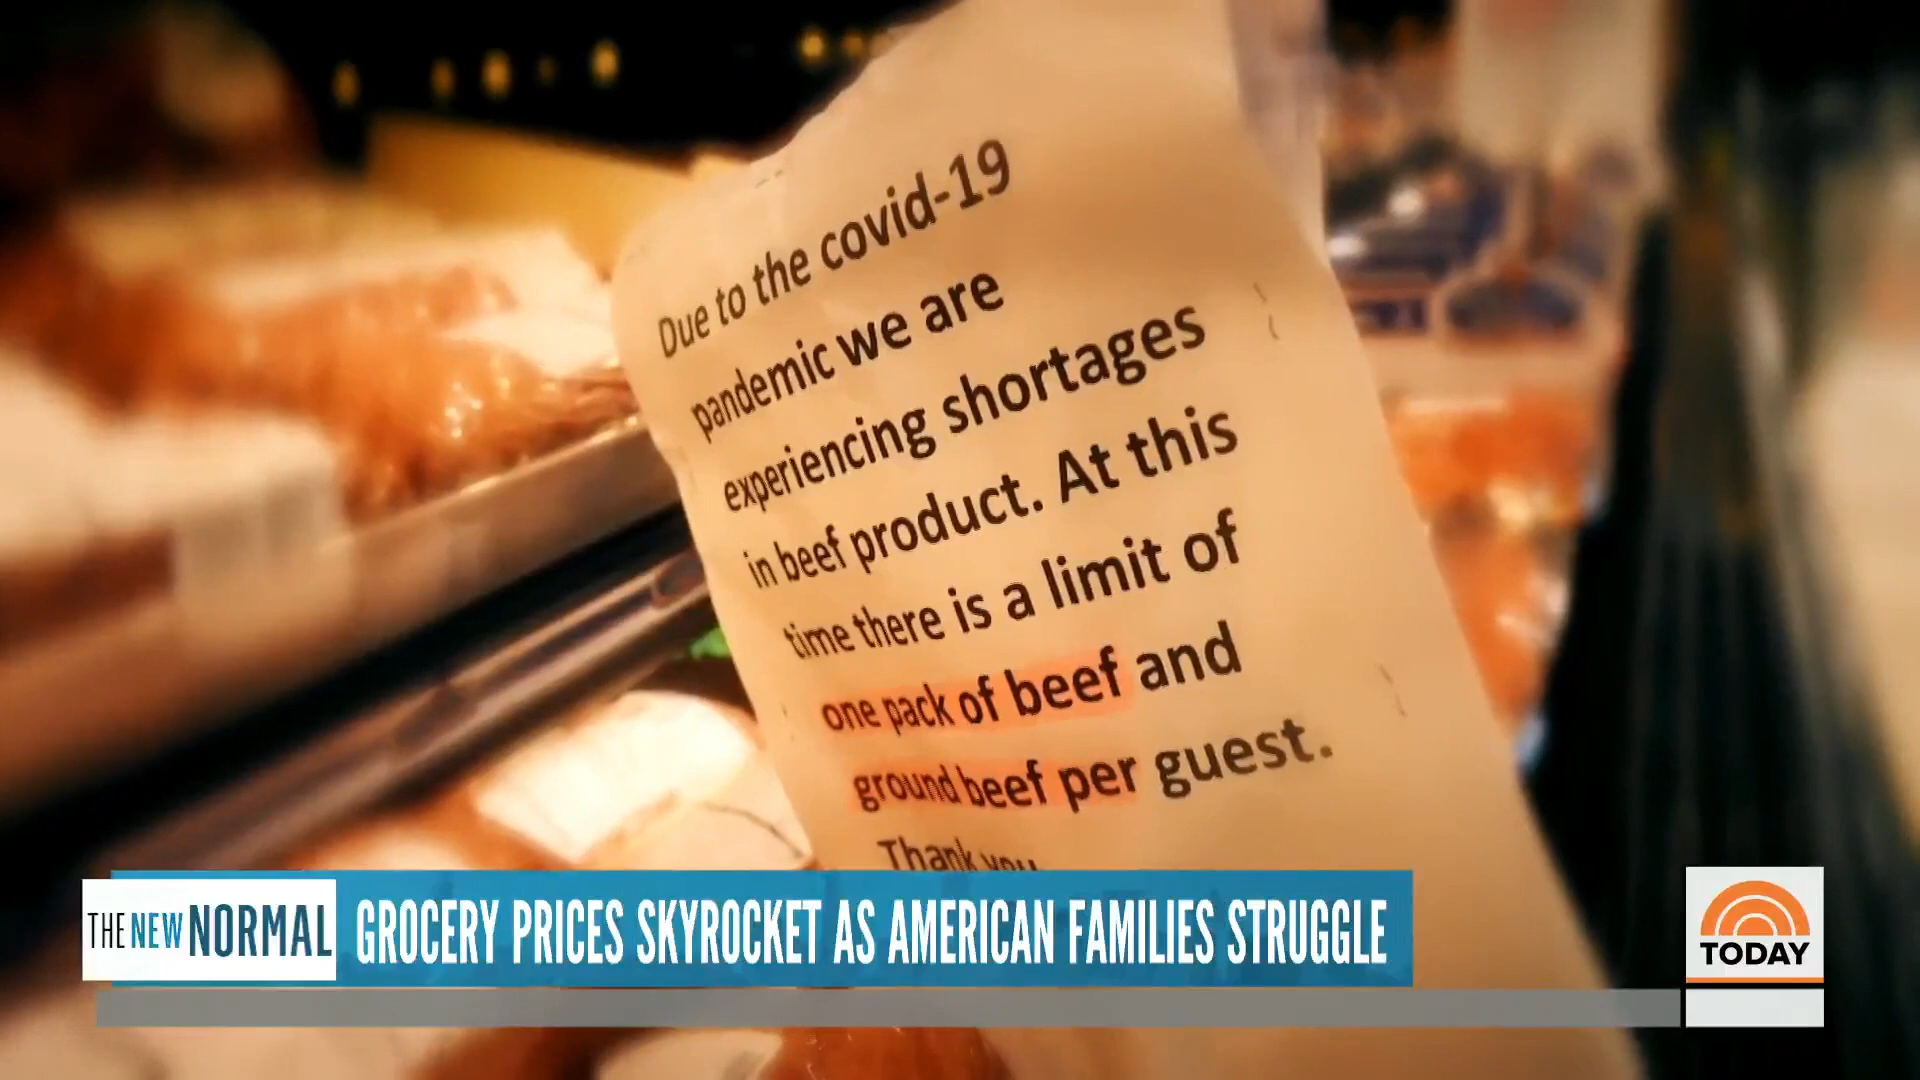 Due to the covid-19
pandemic we are
experiencing shortages
in beef product. At this
time there is a limit of
one pack of beef and
ground beef per guest.
Thank you
THE NEW NORMAL
GROCERY PRICES SKYROCKET AS AMERICAN FAMILIES STRUGGLE
TODAY